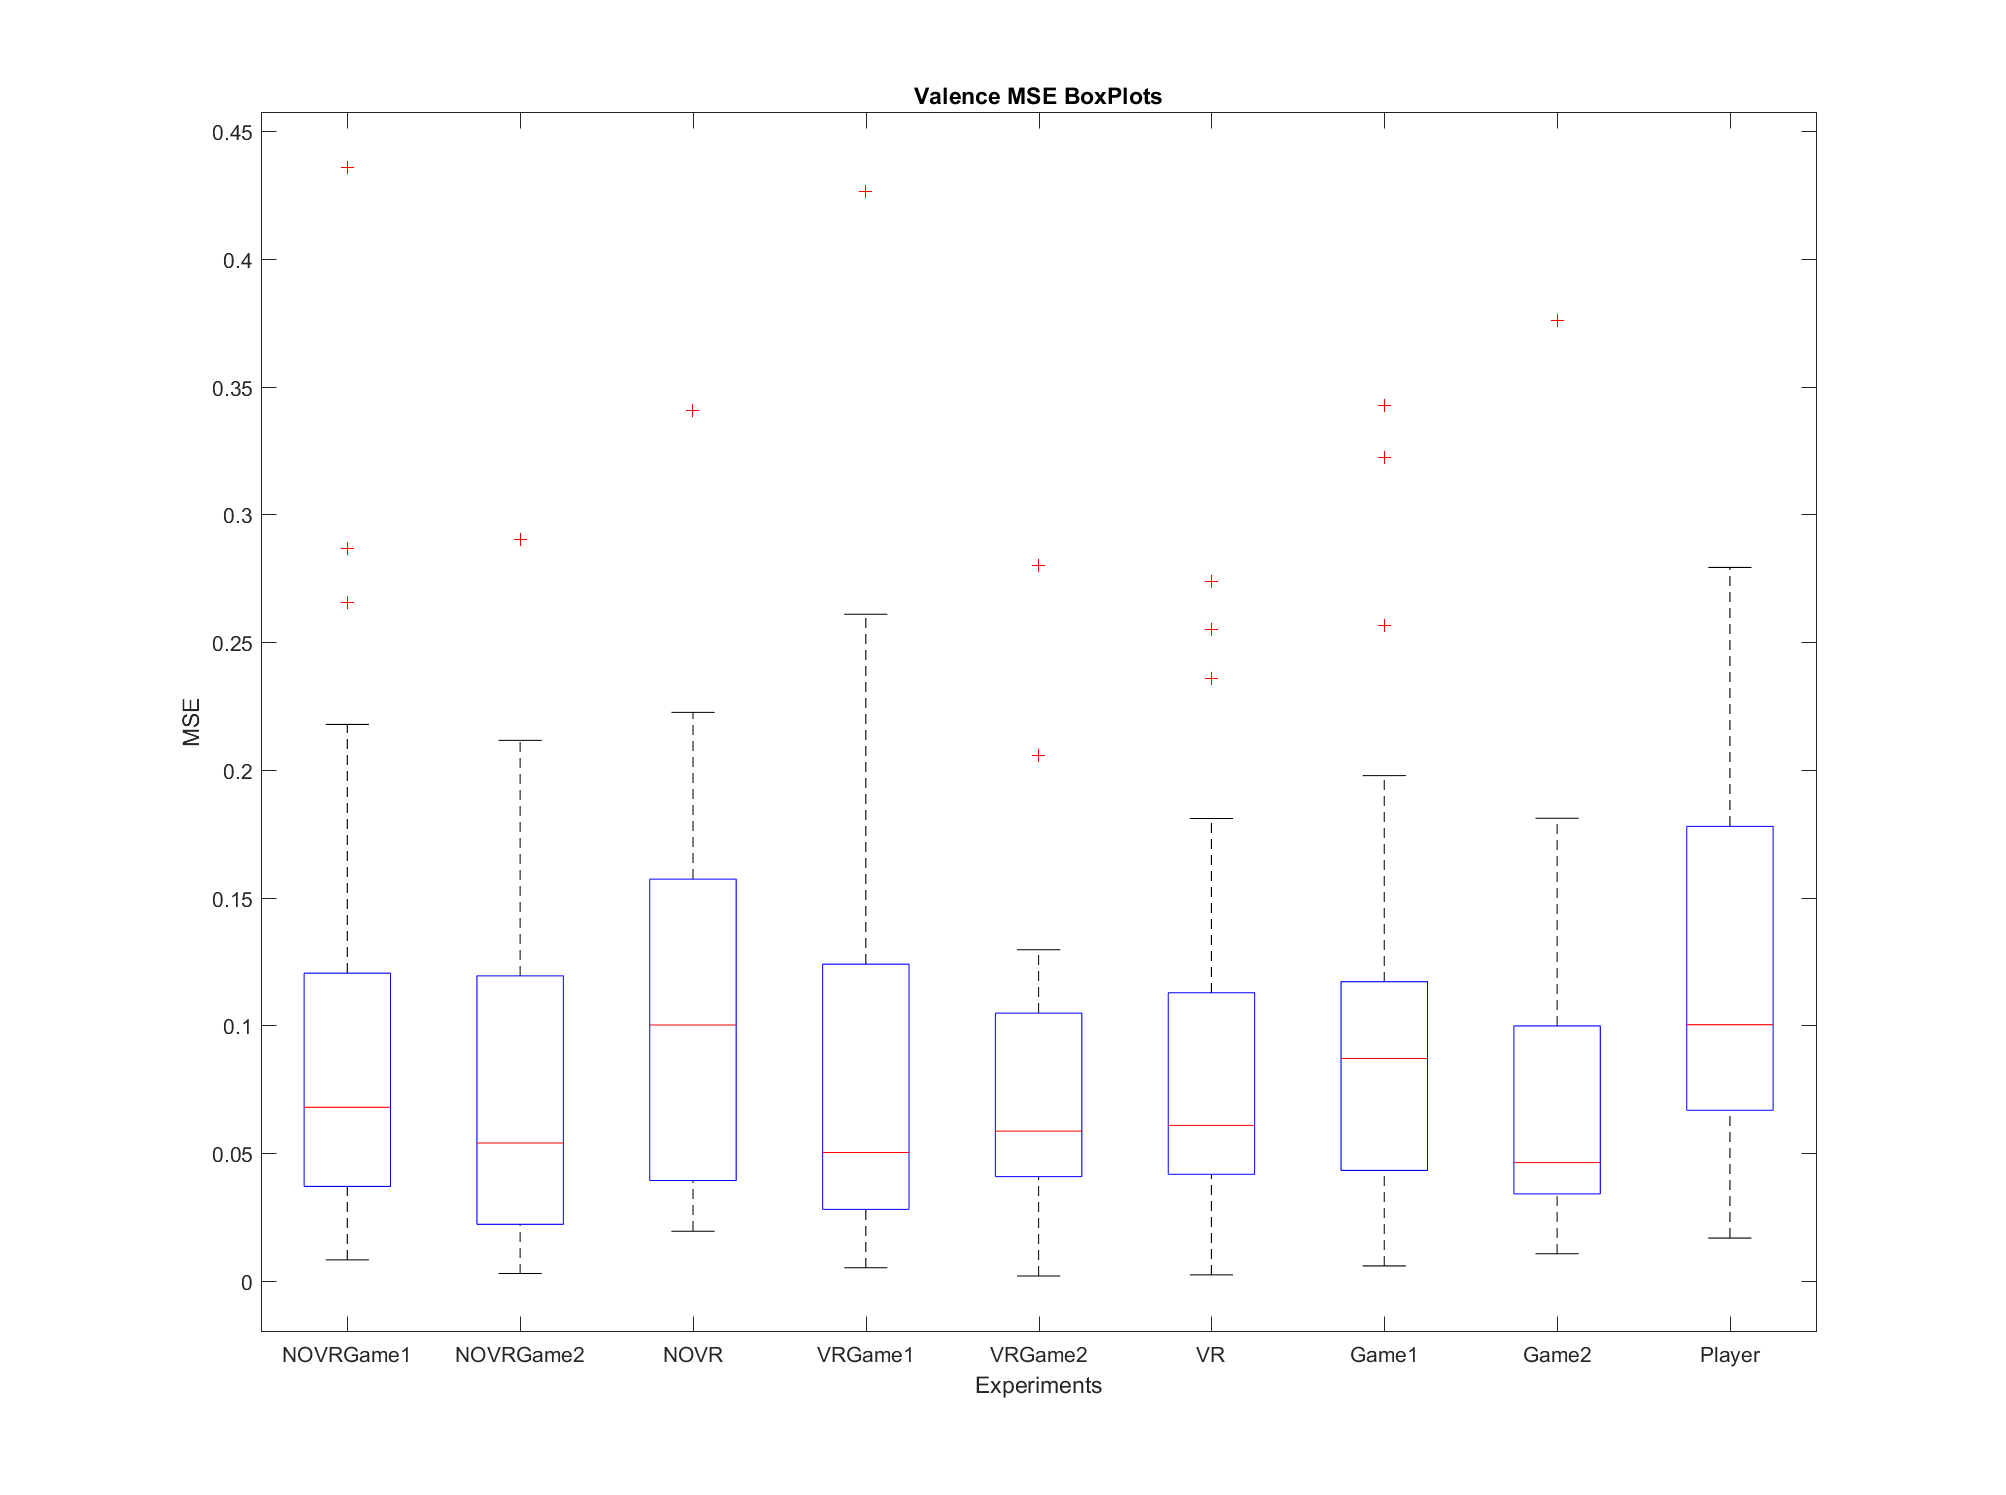 Valence MSE BoxPlots
0.45
0.4
0.35
0.3
0.25
0.2
0.15
0.1
0.05
0
MSE
NOVRGame1 NOVRGame2 NOVR VRGame1 VRGame2 VR Game1 Game2 Player
Experiments